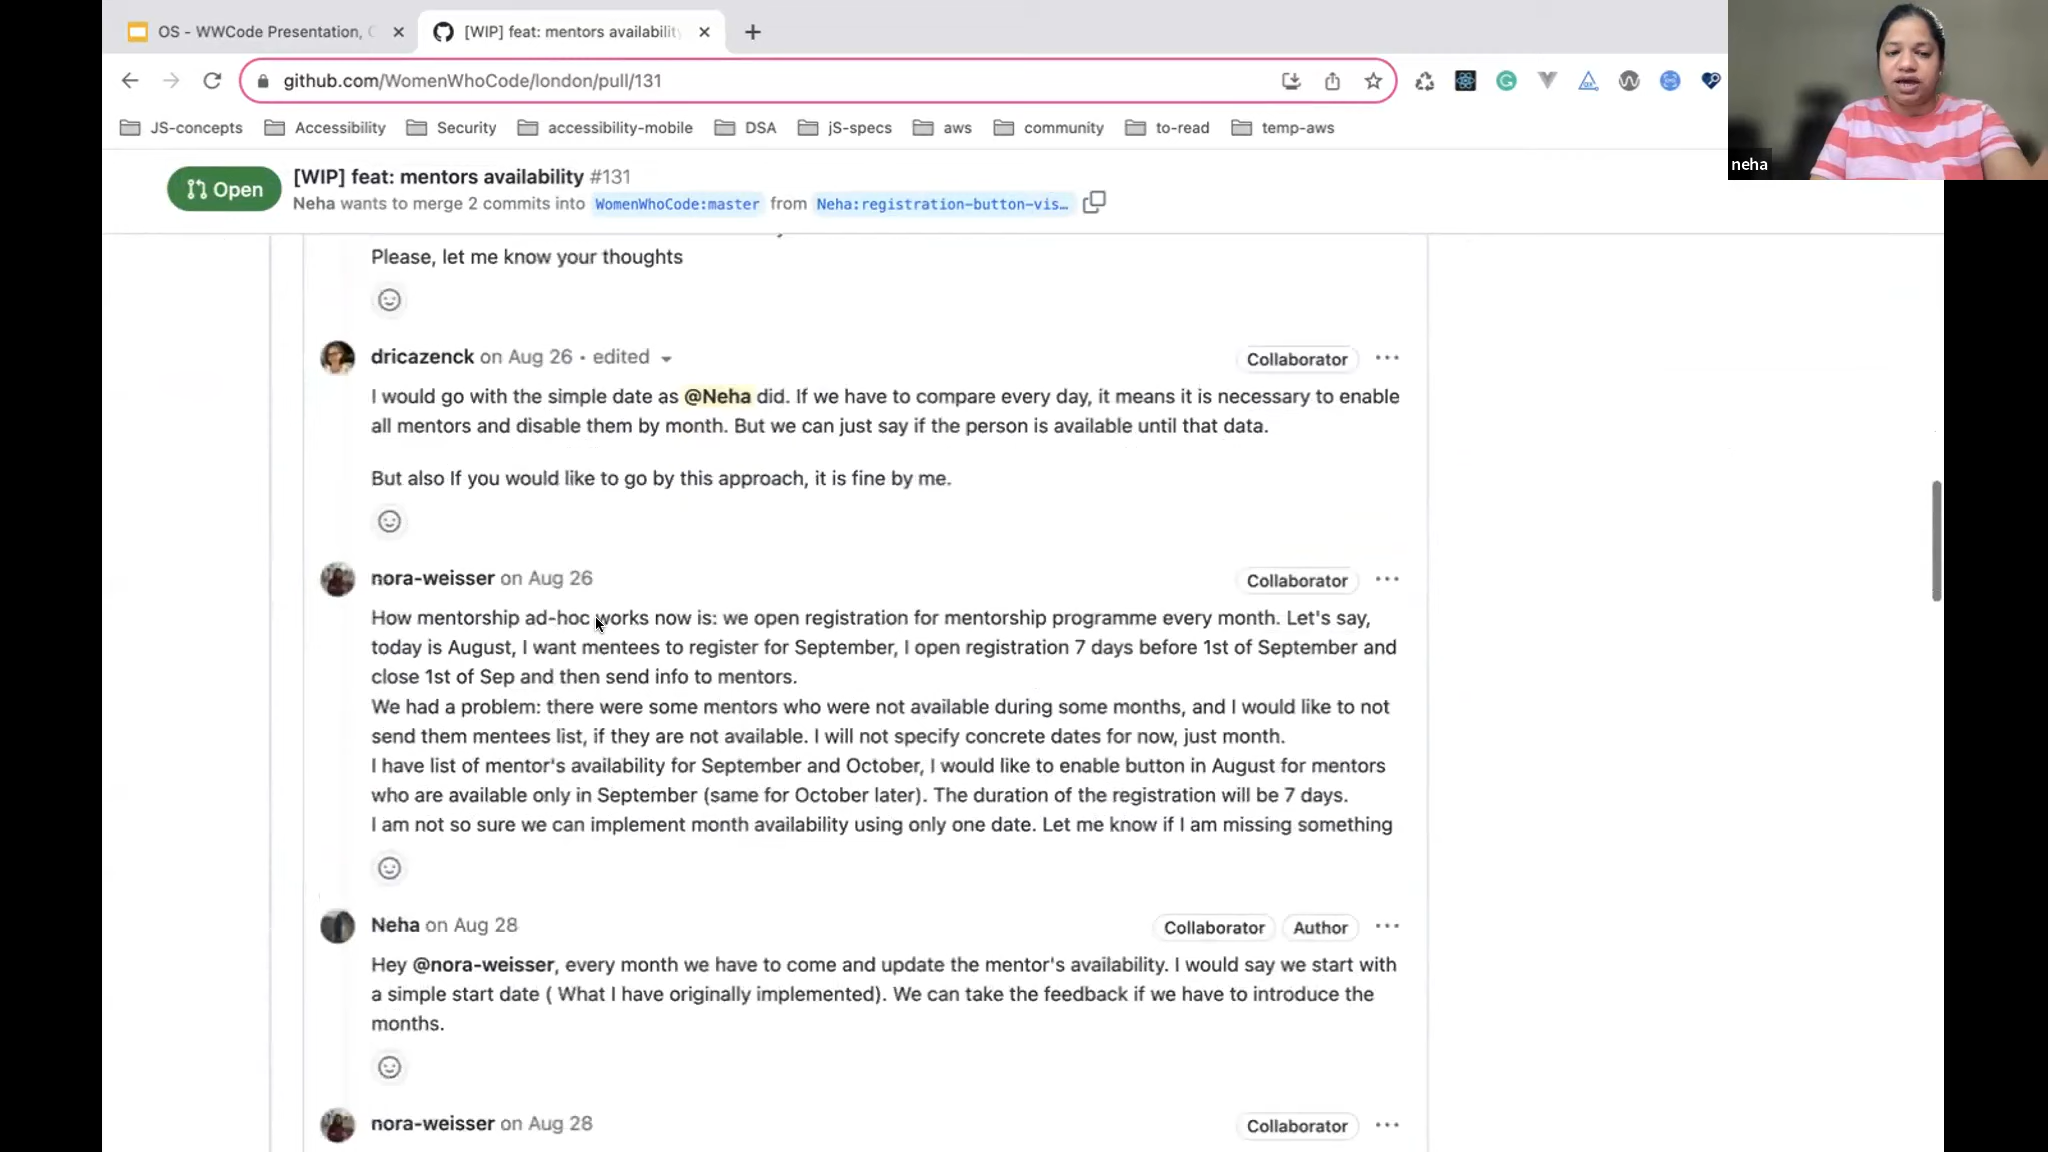 OS - WWCode Presentation,
[WIP] feat: mentors availability
github.com/WomenWhoCode/london/pull/131
JS-concepts
Accessibility
Security
accessibility-mobile
DSA
jS-specs
aws
community
to-read
temp-aws
neha
Open
[WIP] feat: mentors availability #131
Neha wants to merge 2 commits into WomenWhoCode:master from Neha:registration-button-vis…
Please, let me know your thoughts
dricazenck on Aug 26 • edited
Collaborator
I would go with the simple date as @Neha did. If we have to compare every day, it means it is necessary to enable
all mentors and disable them by month. But we can just say if the person is available until that data.
But also If you would like to go by this approach, it is fine by me.
nora-weisser on Aug 26
Collaborator
How mentorship ad-hoc works now is: we open registration for mentorship programme every month. Let's say,
today is August, I want mentees to register for September, I open registration 7 days before 1st of September and
close 1st of Sep and then send info to mentors.
We had a problem: there were some mentors who were not available during some months, and I would like to not
send them mentees list, if they are not available. I will not specify concrete dates for now, just month.
I have list of mentor's availability for September and October, I would like to enable button in August for mentors
who are available only in September (same for October later). The duration of the registration will be 7 days.
I am not so sure we can implement month availability using only one date. Let me know if I am missing something
Neha on Aug 28
Collaborator
Author
Hey @nora-weisser, every month we have to come and update the mentor's availability. I would say we start with
a simple start date ( What I have originally implemented). We can take the feedback if we have to introduce the
months.
nora-weisser on Aug 28
Collaborator